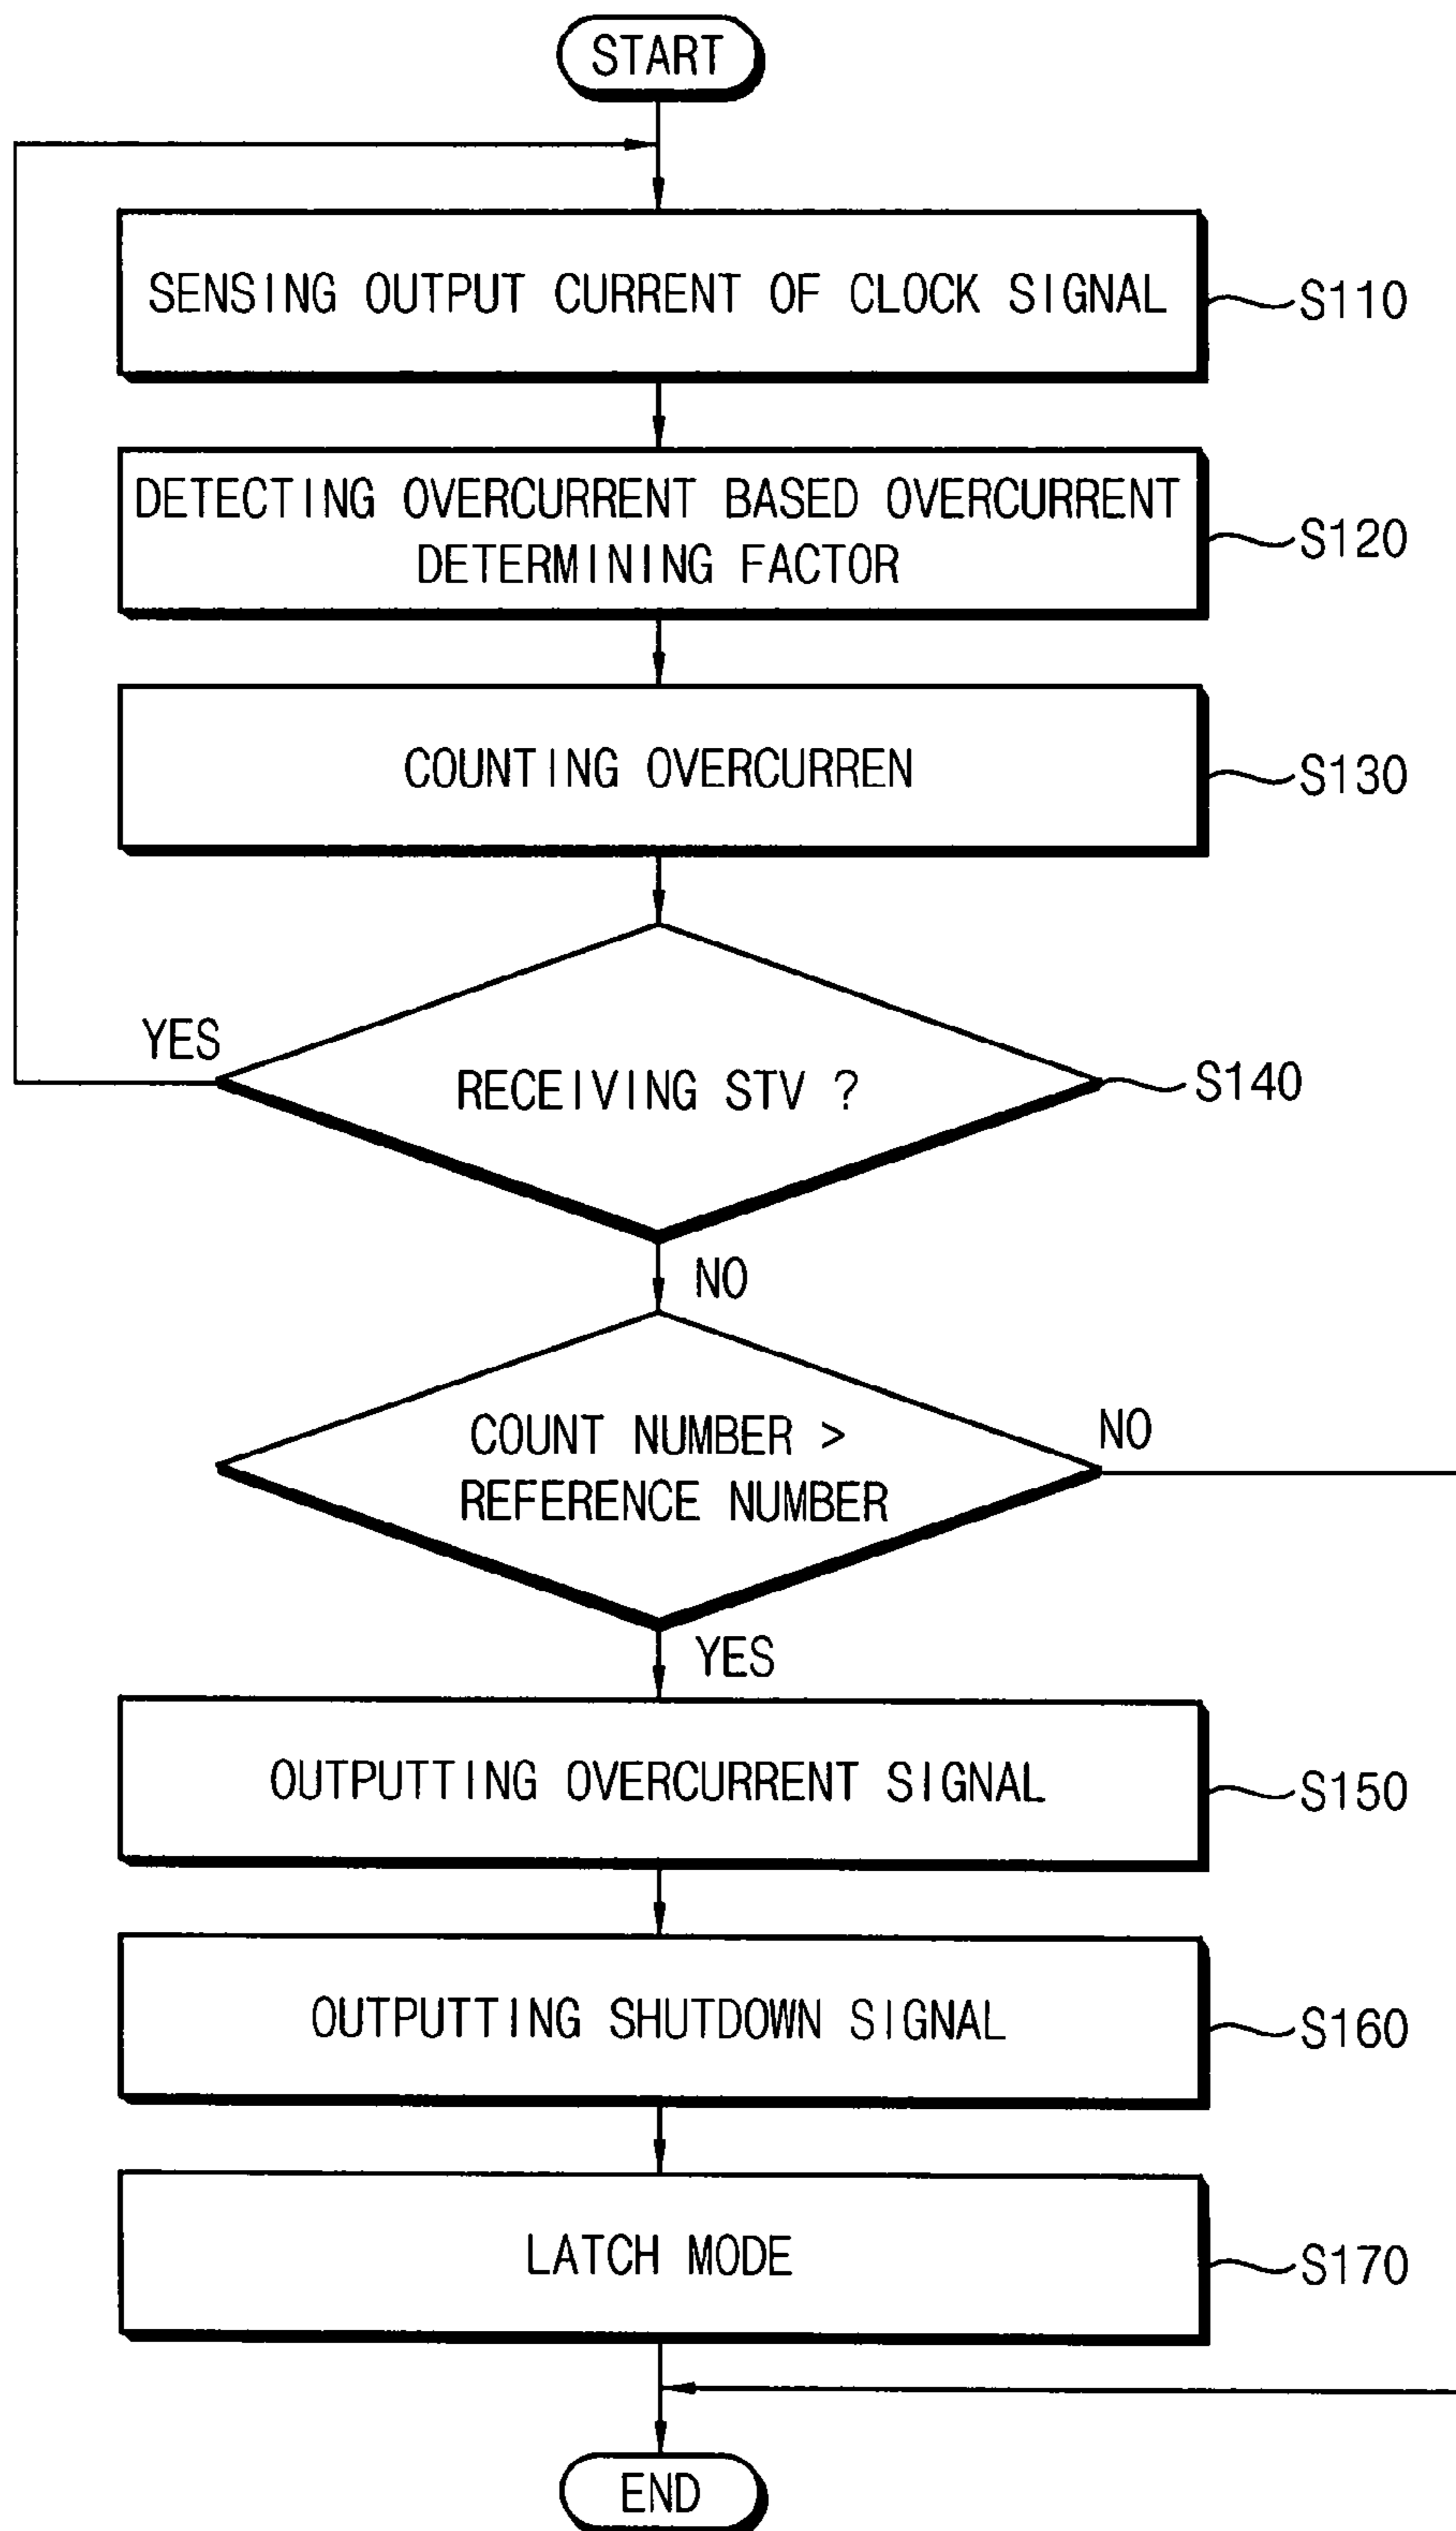 START
SENSING OUTPUT CURRENT OF CLOCK SIGNAL
S110
DETECTING OVERCURRENT BASED OVERCURRENT
DETERMINING FACTOR
S120
COUNTING OVERCURREN
S130
YES
RECEIVING STV ?
S140
NO
COUNT NUMBER >
REFERENCE NUMBER
NO
YES
OUTPUTTING OVERCURRENT SIGNAL
S150
OUTPUTTING SHUTDOWN SIGNAL
S160
LATCH MODE
S170
END